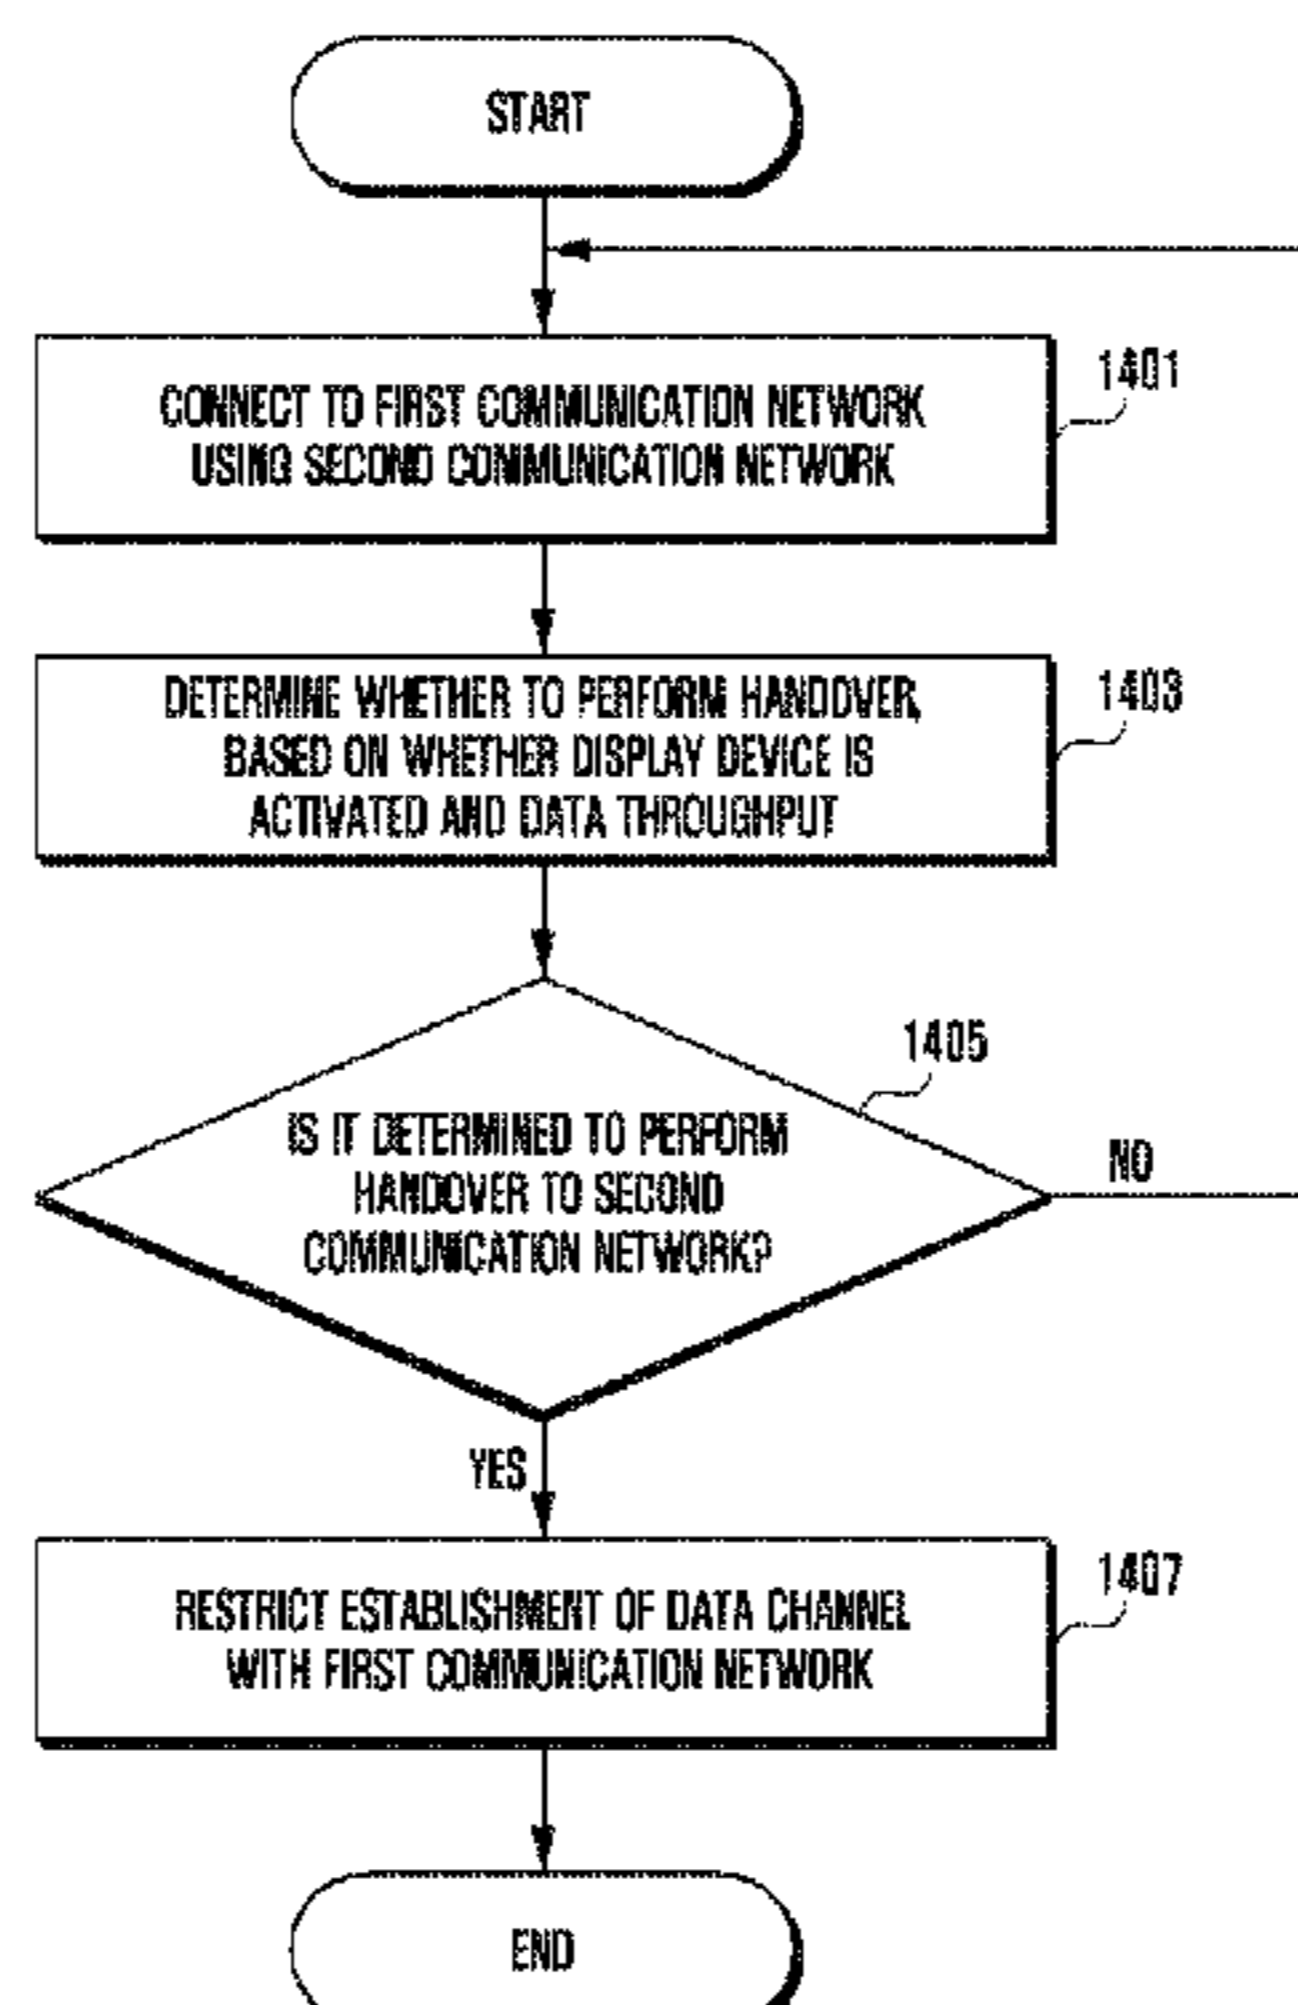 START
CONNECT TO FIRST COMMUNICATION NETWORK
USING SECOND COMMUNICATION NETWORK
1401
DETERMINE WHETHER TO PERFORM HANDOVER,
BASED ON WHETHER DISPLAY DEVICE IS
ACTIVATED AND DATA THROUGHPUT
1403
IS IT DETERMINED TO PERFORM
HANDOVER TO SECOND
COMMUNICATION NETWORK?
1405
NO
YES
RESTRICT ESTABLISHMENT OF DATA CHANNEL
WITH FIRST COMMUNICATION NETWORK
1407
END